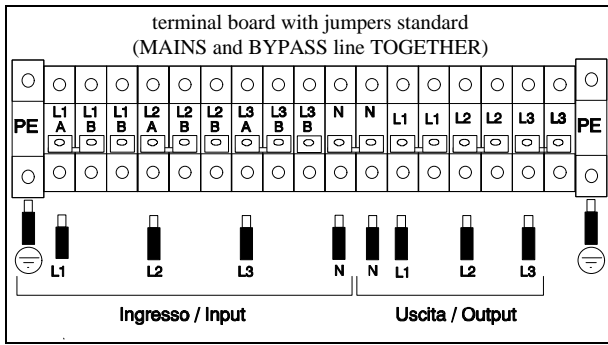 terminal board with jumpers standard
(MAINS and BYPASS line TOGETHER)
PE L1 A L1 B L1 B L2 A L2 B L2 B L3 A L3 B L3 B N N L1 L1 L2 L2 L3 L3 PE
L1 L2 L3 N N L1 L2 L3
Ingresso / Input Uscita / Output